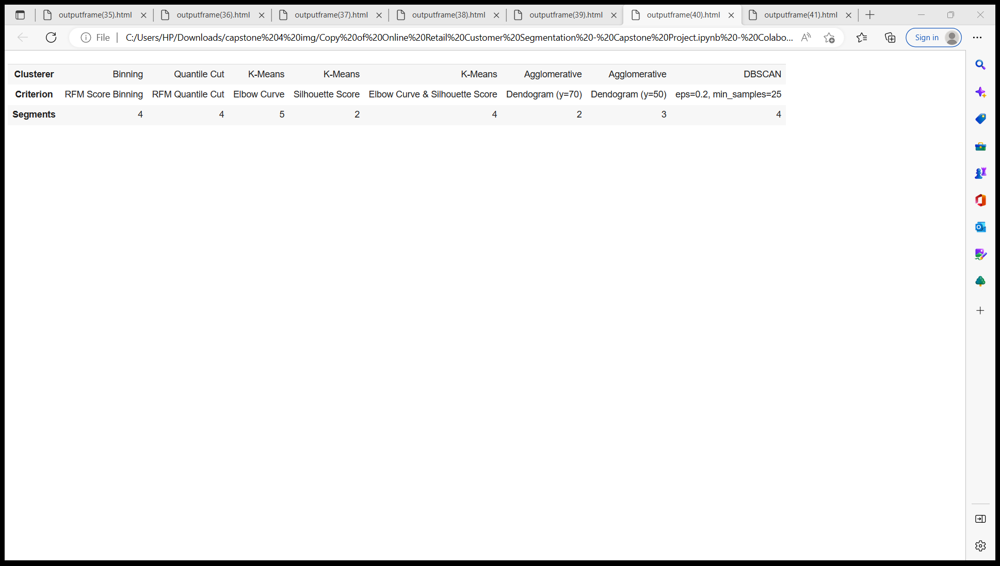 outputframe(35).html outputframe(36).html outputframe(37).html outputframe(38).html outputframe(39).html outputframe(40).html outputframe(41).html
File C:/Users/HP/Downloads/capstone%204%20img/Copy%20of%20Online%20Retail%20Customer%20Segmentation%20-%20Capstone%20Project.ipynb%20-%20Colabo... Sign in
Clusterer Binning Quantile Cut K-Means K-Means K-Means Agglomerative Agglomerative DBSCAN
Criterion RFM Score Binning RFM Quantile Cut Elbow Curve Silhouette Score Elbow Curve & Silhouette Score Dendogram (y=70) Dendogram (y=50) eps=0.2, min_samples=25
Segments 4 4 5 2 4 2 3 4